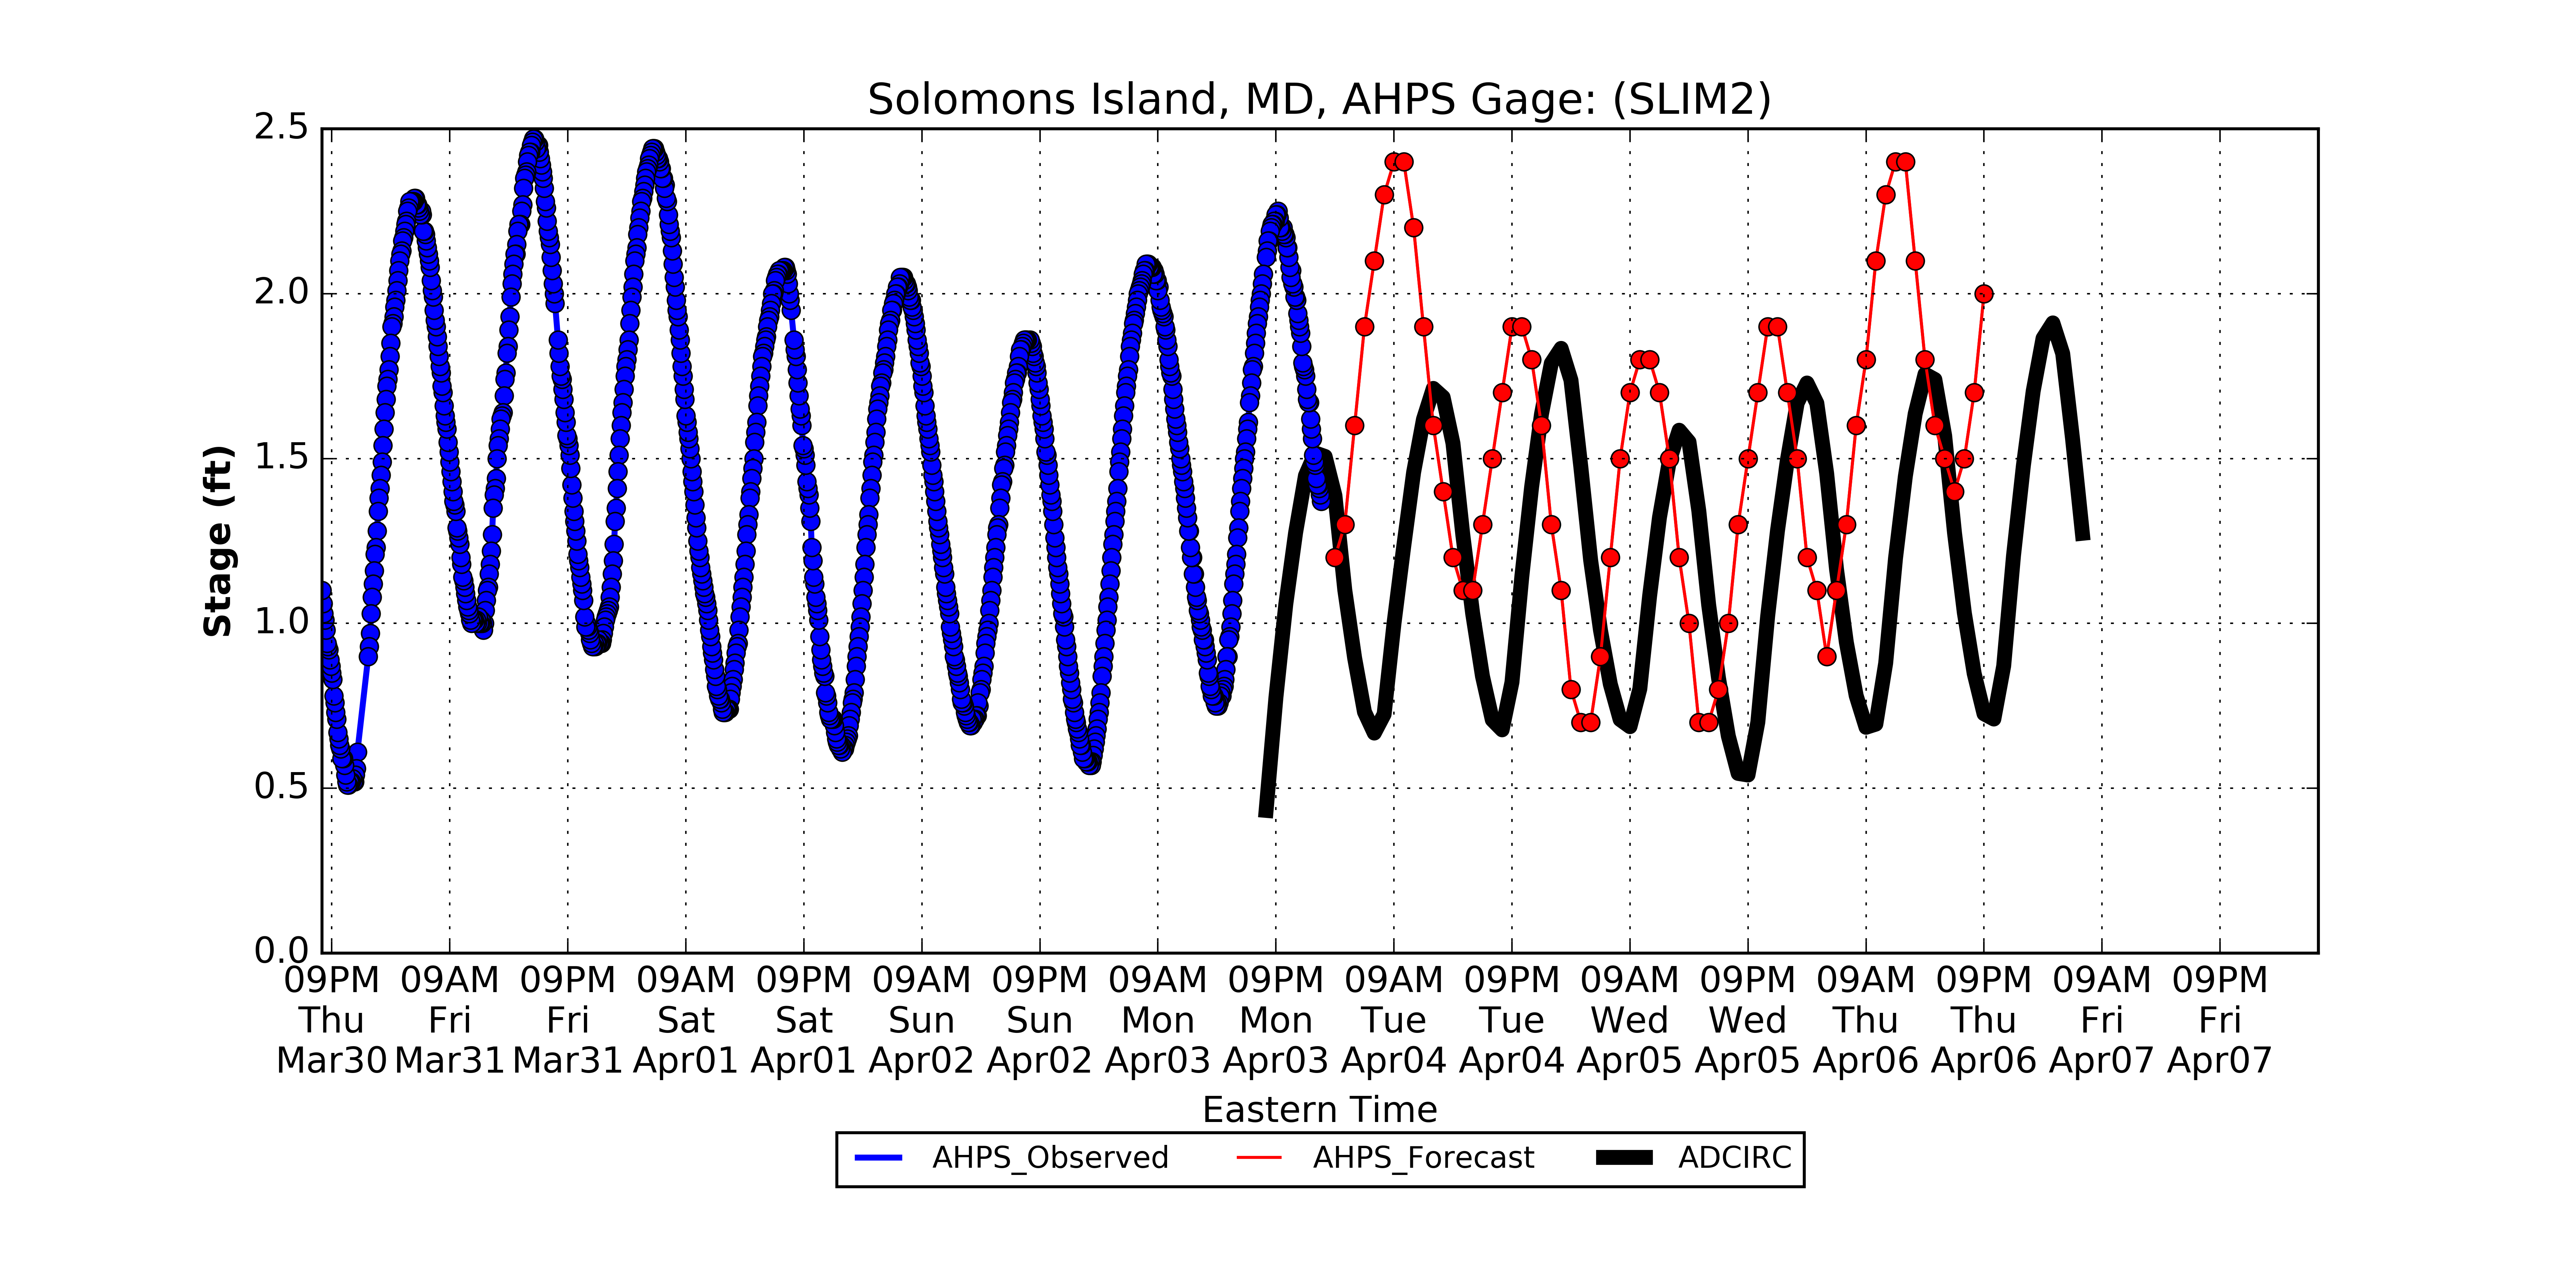 Solomons Island, MD, AHPS Gage: (SLIM2)
2.5
2.0
1.5
1.0
0.5
0.0
Stage (ft)
09PM 09AM 09PM 09AM 09PM 09AM 09PM 09AM 09PM 09AM 09PM 09AM 09PM 09AM 09PM 09AM 09PM
Thu Fri Fri Sat Sat Sun Sun Mon Mon Tue Tue Wed Wed Thu Thu Fri Fri
Mar30 Mar31 Mar31 Apr01 Apr01 Apr02 Apr02 Apr03 Apr03 Apr04 Apr04 Apr05 Apr05 Apr06 Apr06 Apr07 Apr07
Eastern Time
AHPS_Observed AHPS_Forecast ADCIRC